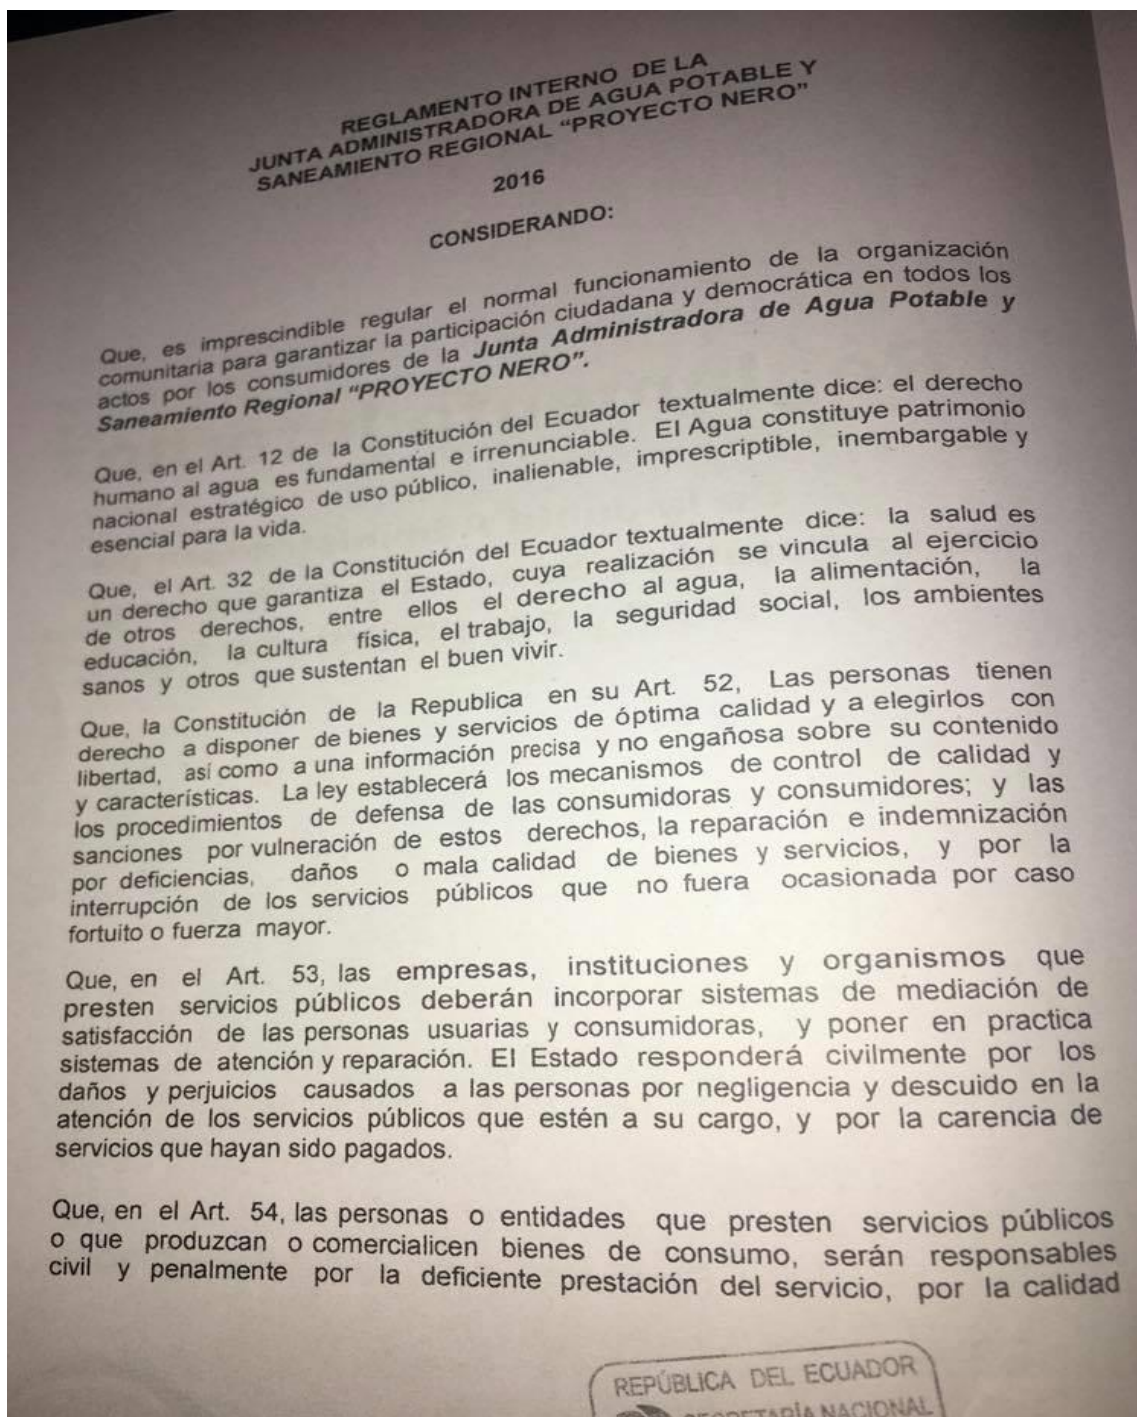 REGLAMENTO INTERNO DE LA
JUNTA ADMINISTRADORA DE AGUA POTABLE Y
SANEAMIENTO REGIONAL “PROYECTO NERO”
2016
CONSIDERANDO:
Que, es imprescindible regular el normal funcionamiento de la organización
comunitaria para garantizar la participación ciudadana y democrática en todos los
actos por los consumidores de la Junta Administradora de Agua Potable y
Saneamiento Regional “PROYECTO NERO”.
Que, en el Art. 12 de la Constitución del Ecuador textualmente dice: el derecho
humano al agua es fundamental e irrenunciable. El Agua constituye patrimonio
nacional estratégico de uso público, inalienable, imprescriptible, inembargable y
esencial para la vida.
Que, el Art. 32 de la Constitución del Ecuador textualmente dice: la salud es
un derecho que garantiza el Estado, cuya realización se vincula al ejercicio
de otros derechos, entre ellos el derecho al agua, la alimentación, la
educación, la cultura física, el trabajo, la seguridad social, los ambientes
sanos y otros que sustentan el buen vivir.
Que, la Constitución de la Republica en su Art. 52, Las personas tienen
derecho a disponer de bienes y servicios de óptima calidad y a elegirlos con
libertad, así como a una información precisa y no engañosa sobre su contenido
y características. La ley establecerá los mecanismos de control de calidad y
los procedimientos de defensa de las consumidoras y consumidores; y las
sanciones por vulneración de estos derechos, la reparación e indemnización
por deficiencias, daños o mala calidad de bienes y servicios, y por la
interrupción de los servicios públicos que no fuera ocasionada por caso
fortuito o fuerza mayor.
Que, en el Art. 53, las empresas, instituciones y organismos que
presten servicios públicos deberán incorporar sistemas de mediación de
satisfacción de las personas usuarias y consumidoras, y poner en practica
sistemas de atención y reparación. El Estado responderá civilmente por los
daños y perjuicios causados a las personas por negligencia y descuido en la
atención de los servicios públicos que estén a su cargo, y por la carencia de
servicios que hayan sido pagados.
Que, en el Art. 54, las personas o entidades que presten servicios públicos
o que produzcan o comercialicen bienes de consumo, serán responsables
civil y penalmente por la deficiente prestación del servicio, por la calidad
REPÚBLICA DEL ECUADOR
SECRETARÍA NACIONAL